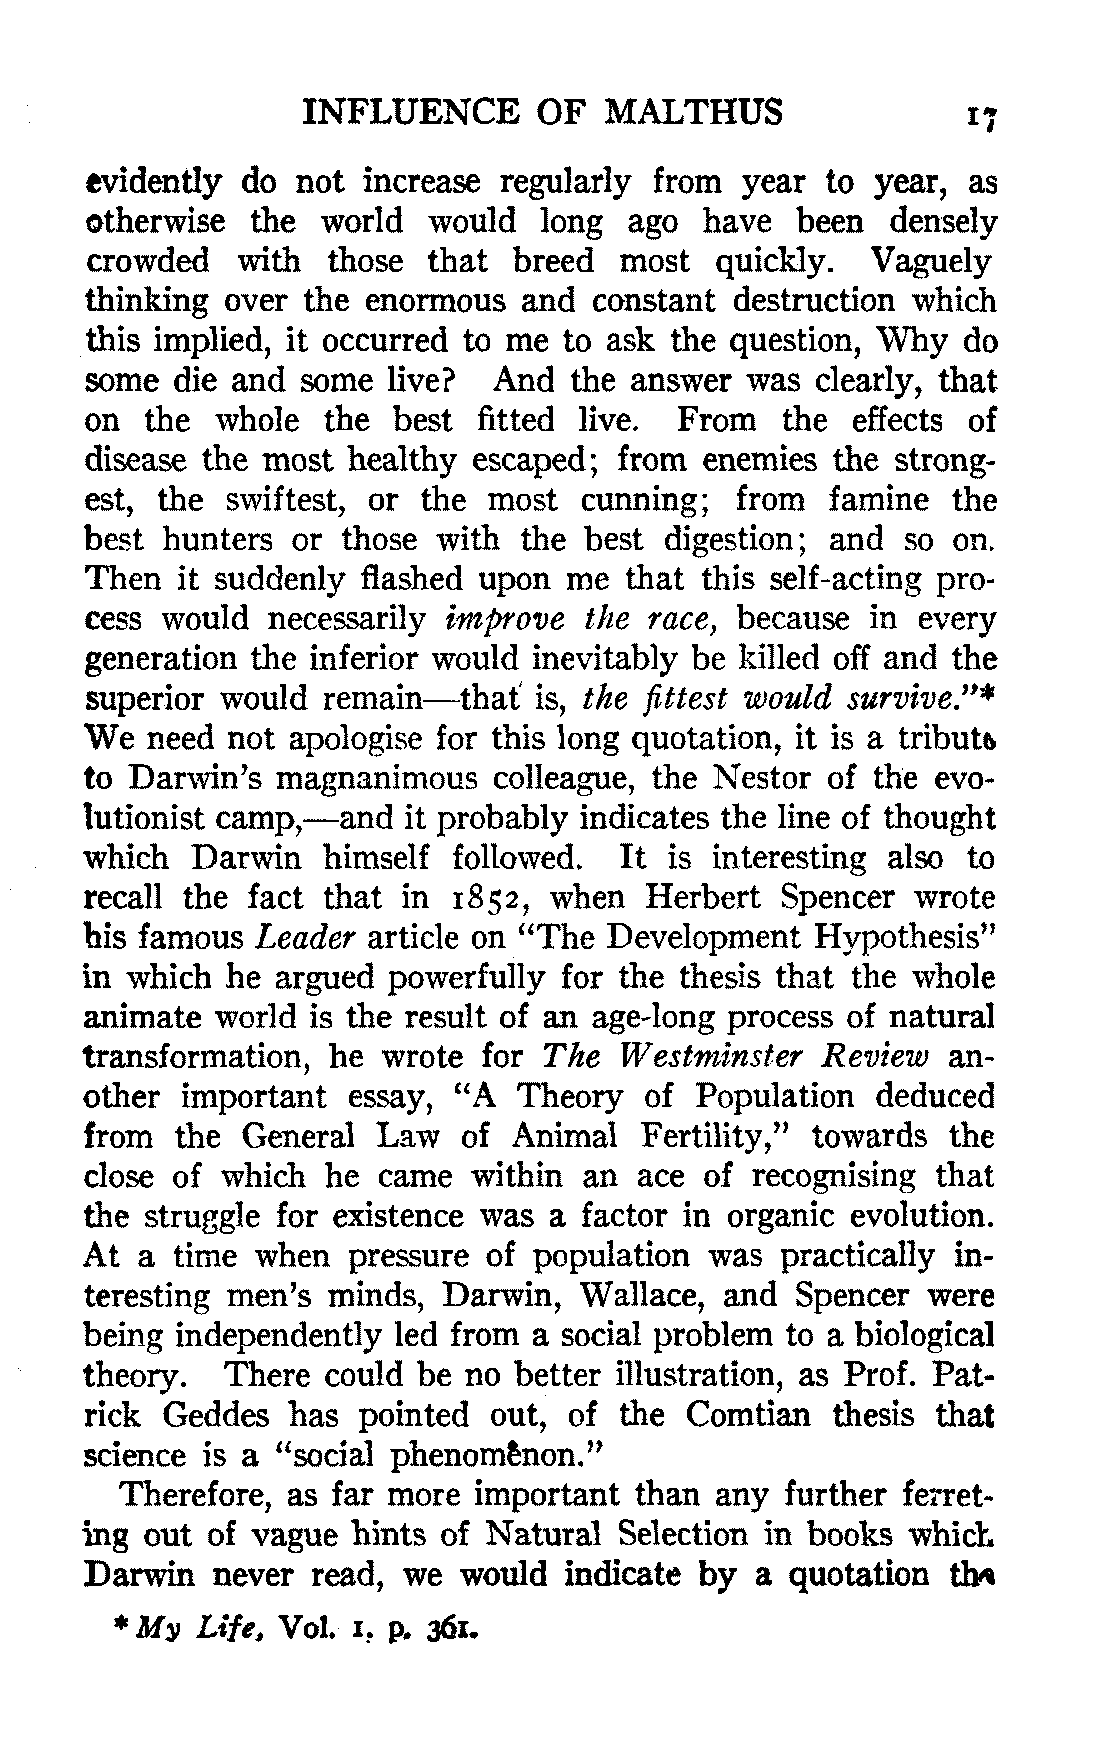 INFLUENCE OF MALTHUS 17
evidently do not increase regularly from year to year, as
otherwise the world would long ago have been densely
crowded with those that breed most quickly. Vaguely
thinking over the enormous and constant destruction which
this implied, it occurred to me to ask the question, Why do
some die and some live? And the answer was clearly, that
on the whole the best fitted live. From the effects of
disease the most healthy escaped; from enemies the strong-
est, the swiftest, or the most cunning; from famine the
best hunters or those with the best digestion; and so on.
Then it suddenly flashed upon me that this self-acting pro-
cess would necessarily improve the race, because in every
generation the inferior would inevitably be killed off and the
superior would remain—that is, the fittest would survive."*
We need not apologise for this long quotation, it is a tribute
to Darwin's magnanimous colleague, the Nestor of the evo-
lutionist camp,—and it probably indicates the line of thought
which Darwin himself followed. It is interesting also to
recall the fact that in 1852, when Herbert Spencer wrote
his famous Leader article on "The Development Hypothesis"
in which he argued powerfully for the thesis that the whole
animate world is the result of an age-long process of natural
transformation, he wrote for The Westminster Review an-
other important essay, "A Theory of Population deduced
from the General Law of Animal Fertility," towards the
close of which he came within an ace of recognising that
the struggle for existence was a factor in organic evolution.
At a time when pressure of population was practically in-
teresting men's minds, Darwin, Wallace, and Spencer were
being independently led from a social problem to a biological
theory. There could be no better illustration, as Prof. Pat-
rick Geddes has pointed out, of the Comtian thesis that
science is a "social phenomenon."
Therefore, as far more important than any further ferret-
ing out of vague hints of Natural Selection in books which
Darwin never read, we would indicate by a quotation the
* My Life, Vol. 1. p. 361.